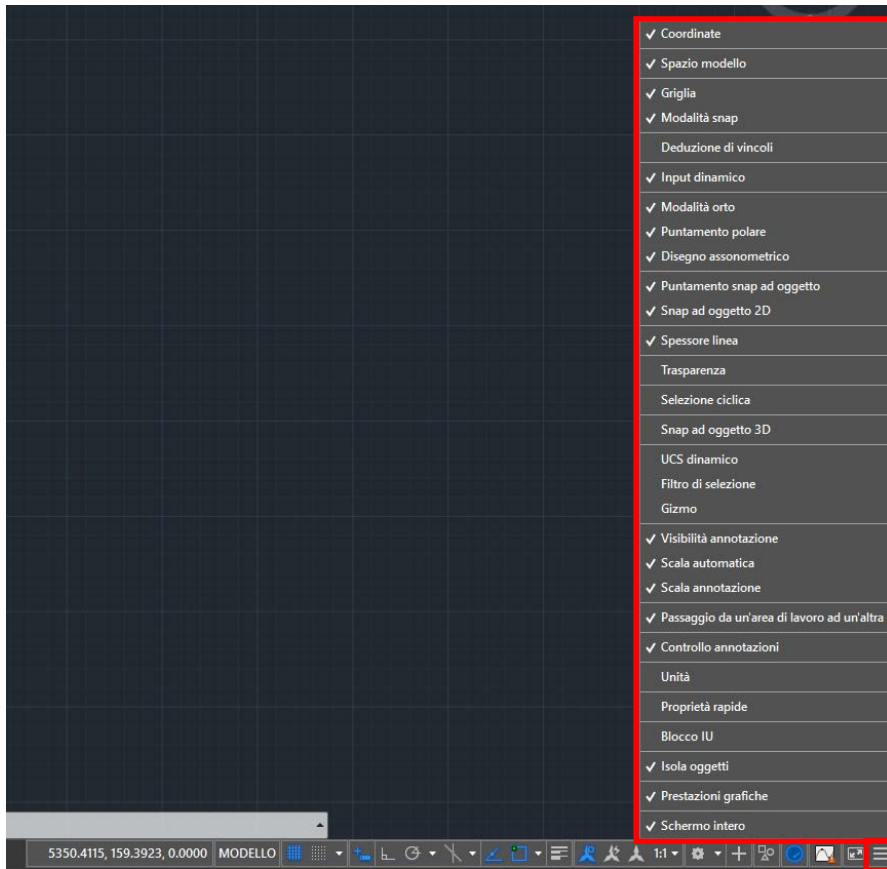 Coordinate
Spazio modello
Griglia
Modalità snap
Deduzione di vincoli
Input dinamico
Modalità orto
Puntamento polare
Disegno assonometrico
Puntamento snap ad oggetto
Snap ad oggetto 2D
Spessore linea
Trasparenza
Selezione ciclica
Snap ad oggetto 3D
UCS dinamico
Filtro di selezione
Gizmo
Visibilità annotazione
Scala automatica
Scala annotazione
Passaggio da un'area di lavoro ad un'altra
Controllo annotazioni
Unità
Proprietà rapide
Blocco IU
Isola oggetti
Prestazioni grafiche
Schermo intero
5350.4115, 159.3923, 0.0000 MODELLO 1:1